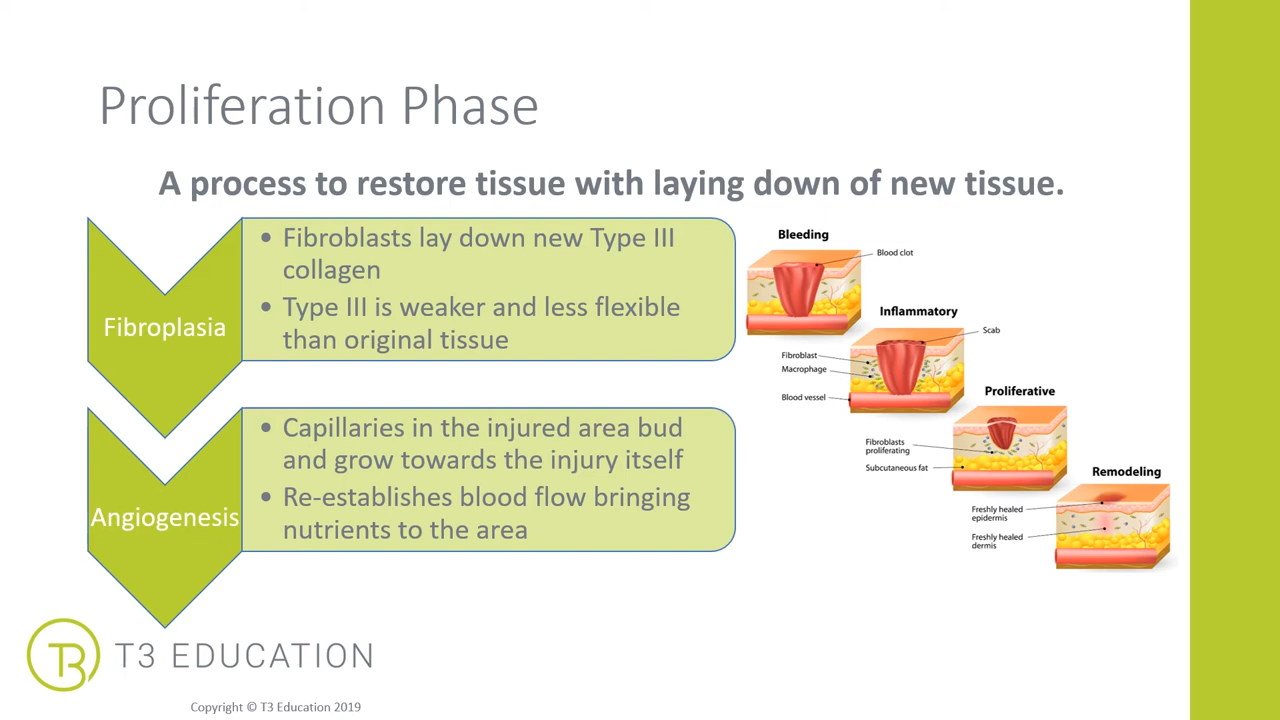 Proliferation Phase
A process to restore tissue with laying down of new tissue.
Fibroplasia
• Fibroblasts lay down new Type III
collagen
• Type III is weaker and less flexible
than original tissue
Angiogenesis
• Capillaries in the injured area bud
and grow towards the injury itself
• Re-establishes blood flow bringing
nutrients to the area
Bleeding
Blood clot
Inflammatory
Scab
Fibroblast
Macrophage
Blood vessel
Proliferative
Fibroblasts
proliferating
Subcutaneous fat
Remodeling
Freshly healed
epidermis
Freshly healed
dermis
T3 T3 EDUCATION
Copyright © T3 Education 2019